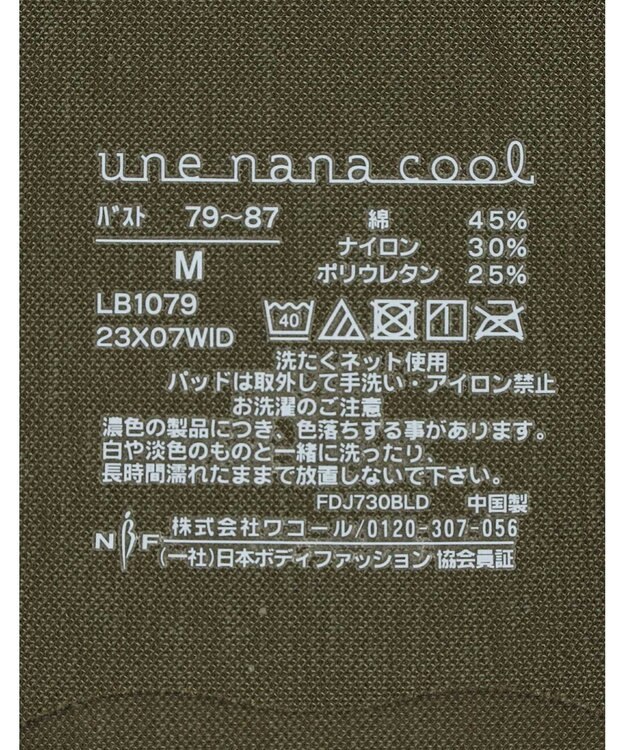 une nana cool
バスト 79～87
M
LB1079
23X07WID
綿 45%
ナイロン 30%
ポリウレタン 25%
40
洗たくネット使用
パッドは取外して手洗い・アイロン禁止
お洗濯のご注意
濃色の製品につき、色落ちする事があります。
白や淡色のものと一緒に洗ったり、
長時間濡れたままで放置しないで下さい。
FDJ730BLD 中国製
NBF 株式会社ワコール/0120-307-056
(一社)日本ボディファッション協会会員証